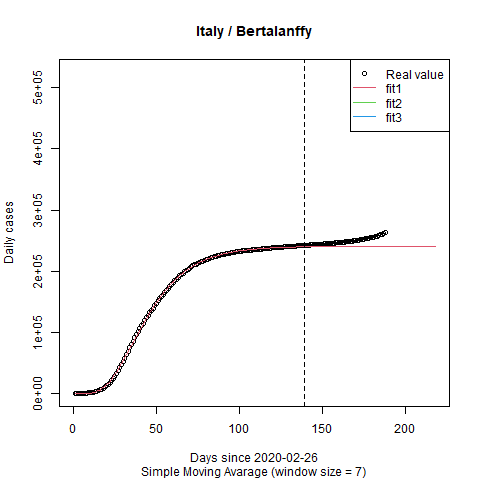 Italy / Bertalanffy
Real value
fit1
fit2
fit3
Daily cases
0e+00
1e+05
2e+05
3e+05
4e+05
5e+05
0
50
100
150
200
Days since 2020-02-26
Simple Moving Avarage (window size = 7)